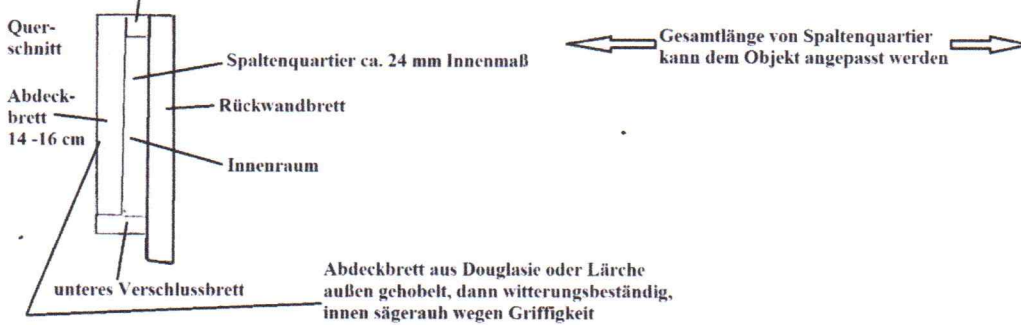 Quer-
schnitt
Gesamtlänge von Spaltenquartier
kann dem Objekt angepasst werden
Spaltenquartier ca. 24 mm Innenmaß
Abdeck-
brett
14 -16 cm
Rückwandbrett
Innenraum
unteres Verschlussbrett
Abdeckbrett aus Douglasie oder Lärche
außen gehobelt, dann witterungsbeständig,
innen sägerauh wegen Griffigkeit